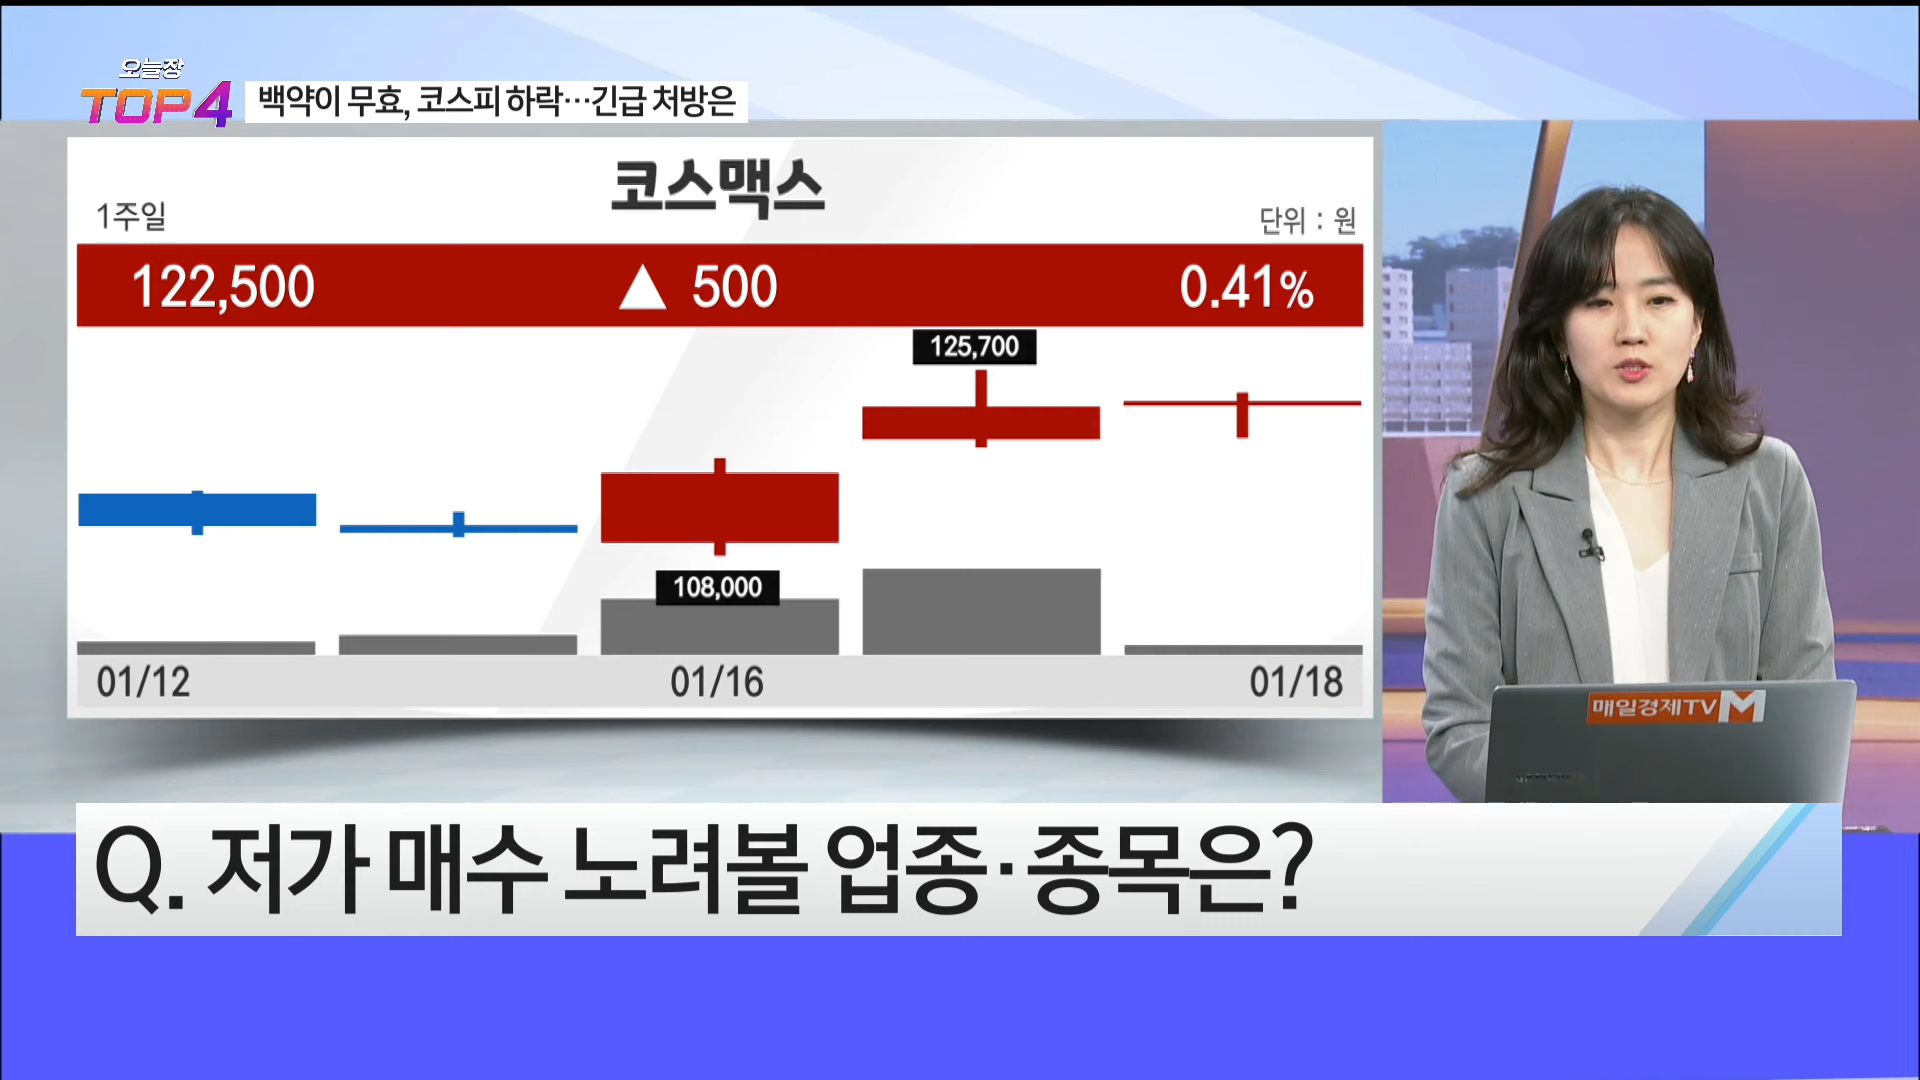 오늘장
TOP4
백약이 무효, 코스피 하락…긴급 처방은
코스맥스
1주일
단위 : 원
122,500 ▲ 500 0.41%
125,700
108,000
01/12 01/16 01/18
매일경제TV M
Q. 저가 매수 노려볼 업종·종목은?